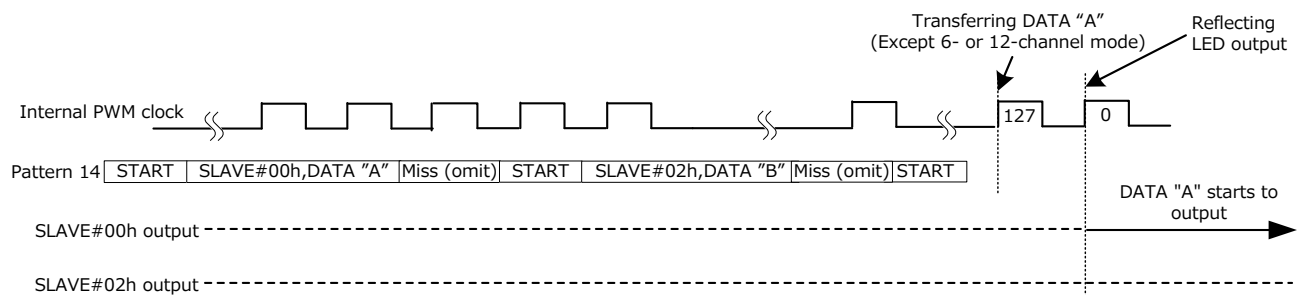 Transferring DATA “A”
(Except 6- or 12-channel mode)
Reflecting
LED output
Internal PWM clock
127
0
Pattern 14 START SLAVE#00h,DATA ”A” Miss (omit) START SLAVE#02h,DATA ”B” Miss (omit) START
DATA "A" starts to
output
SLAVE#00h output
SLAVE#02h output